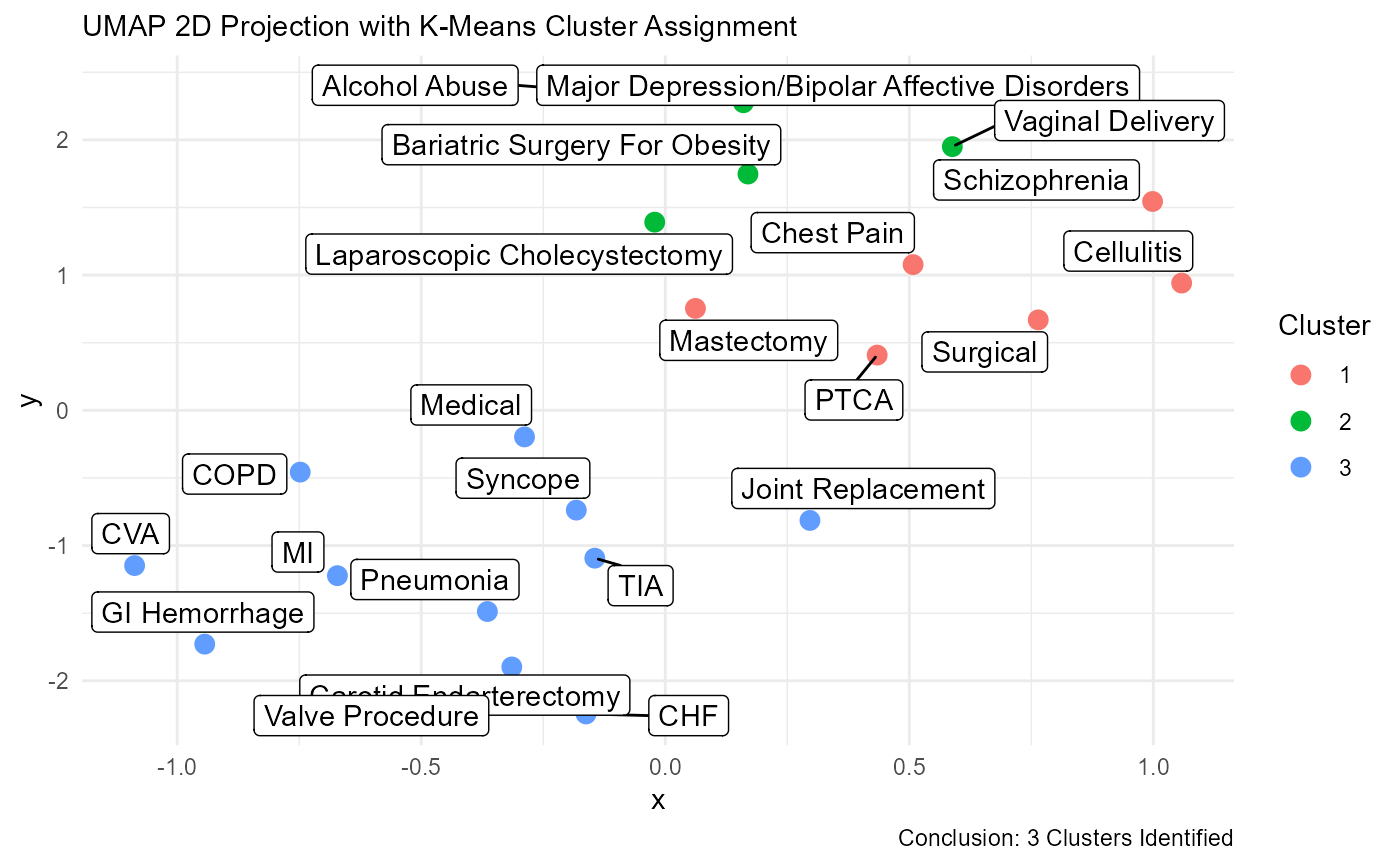 UMAP 2D Projection with K-Means Cluster Assignment
Alcohol Abuse
Major Depression/Bipolar Affective Disorders
Vaginal Delivery
Bariatric Surgery For Obesity
Schizophrenia
Chest Pain
Laparoscopic Cholecystectomy
Cellulitis
Mastectomy
Surgical
PTCA
Medical
COPD
Syncope
Joint Replacement
CVA
MI
Pneumonia
TIA
GI Hemorrhage
Carotid Endarterectomy
Valve Procedure
CHF
y
2
1
0
-1
-2
-1.0
-0.5
0.0
0.5
1.0
x
Cluster
1
2
3
Conclusion: 3 Clusters Identified